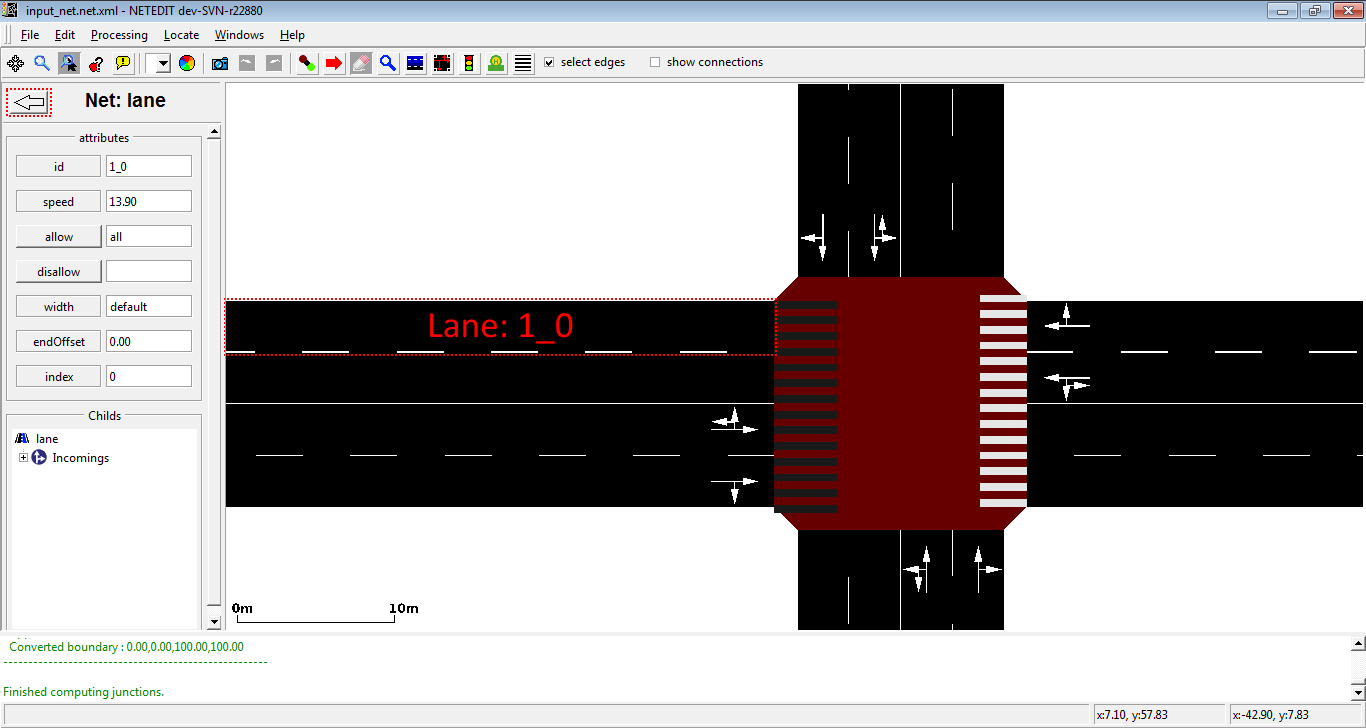 input_net.net.xml - NETEDIT dev-SVN-r22880
File Edit Processing Locate Windows Help
select edges show connections
Net: lane
attributes
id 1_0
speed 13.90
allow all
disallow
width default
endOffset 0.00
index 0
Childs
lane
Incomings
Lane: 1_0
0m 10m
Converted boundary : 0.00,0.00,100.00,100.00
-----------------------------------------------------
Finished computing junctions.
x:7.10, y:57.83 x:-42.90, y:7.83